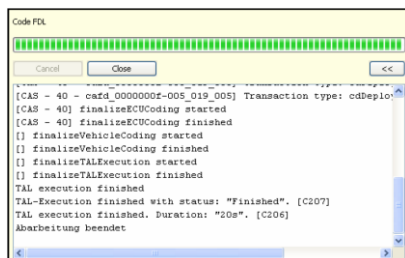 Code FDL
Cancel
Close
<<
[CAS - 40 - cafd_0000000f-005_019_005] Transaction type: cdDeploy
[CAS - 40] finalizeECUCoding started
[CAS - 40] finalizeECUCoding finished
[] finalizeVehicleCoding started
[] finalizeVehicleCoding finished
[] finalizeTALExecution started
[] finalizeTALExecution finished
TAL execution finished
TAL-Execution finished with status: "Finished". [C207]
TAL execution finished. Duration: "20s". [C206]
Abarbeitung beendet